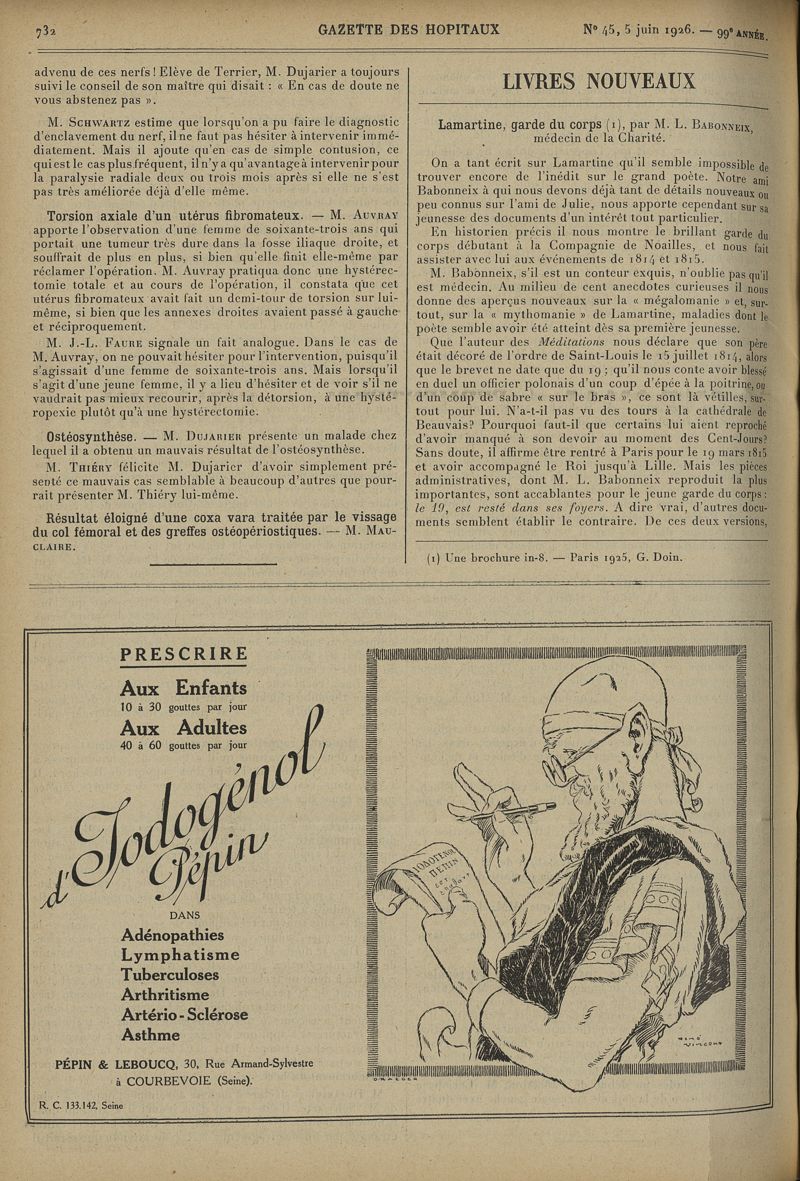 732
GAZETTE DES HOPITAUX
N° 45, 5 juin 1926. — 99e ANNÉE.
advenu de ces nerfs! Elève de Terrier, M. Dujarier a toujours
suivi le conseil de son maître qui disait : « En cas de doute ne
vous abstenez pas ».
M. SCHWARTZ estime que lorsqu'on a pu faire le diagnostic
d'enclavement du nerf, il ne faut pas hésiter à intervenir immé-
diatement. Mais il ajoute qu'en cas de simple contusion, ce
qui est le cas plus fréquent, il n'y a qu'avantage à intervenir pour
la paralysie radiale deux ou trois mois après si elle ne s'est
pas très améliorée déjà d'elle même.
Torsion axiale d'un utérus fibromateux. — M. AUVRAY
apporte l'observation d'une femme de soixante-trois ans qui
portait une tumeur très dure dans la fosse iliaque droite, et
souffrait de plus en plus, si bien qu'elle finit elle-même par
réclamer l'opération. M. Auvray pratiqua donc une hystérec-
tomie totale et au cours de l'opération, il constata que cet
utérus fibromateux avait fait un demi-tour de torsion sur lui-
même, si bien que les annexes droites avaient passé à gauche
et réciproquement.
M. J.-L. FAURE signale un fait analogue. Dans le cas de
M. Auvray, on ne pouvait hésiter pour l'intervention, puisqu'il
s'agissait d'une femme de soixante-trois ans. Mais lorsqu'il
s'agit d'une jeune femme, il y a lieu d'hésiter et de voir s'il ne
vaudrait pas mieux recourir, après la détorsion, à une hysté-
ropexie plutôt qu'à une hystérectomie.
Ostéosynthèse. — M. DUJARIER présente un malade chez
lequel il a obtenu un mauvais résultat de l'ostéosynthèse.
M. THIÉRY félicite M. Dujarier d'avoir simplement pré-
senté ce mauvais cas semblable à beaucoup d'autres que pour-
rait présenter M. Thiéry lui-même.
Résultat éloigné d'une coxa vara traitée par le vissage
du col fémoral et des greffes ostéopériostiques. — M. MAU-
CLAIRE.
LIVRES NOUVEAUX
Lamartine, garde du corps (1), par M. L. BABONNEIX,
médecin de la Charité.
On a tant écrit sur Lamartine qu'il semble impossible de
trouver encore de l'inédit sur le grand poète. Notre ami
Babonneix à qui nous devons déjà tant de détails nouveaux ou
peu connus sur l'ami de Julie, nous apporte cependant sur sa
jeunesse des documents d'un intérêt tout particulier.
En historien précis il nous montre le brillant garde du
corps débutant à la Compagnie de Noailles, et nous fait
assister avec lui aux événements de 1814 et 1815.
M. Babonneix, s'il est un conteur exquis, n'oublie pas qu'il
est médecin. Au milieu de cent anecdotes curieuses il nous
donne des aperçus nouveaux sur la « mégalomanie » et, sur-
tout, sur la « mythomanie » de Lamartine, maladies dont le
poète semble avoir été atteint dès sa première jeunesse.
Que l'auteur des Méditations nous déclare que son père
était décoré de l'ordre de Saint-Louis le 15 juillet 1814, alors
que le brevet ne date que du 19 ; qu'il nous conte avoir blessé
en duel un officier polonais d'un coup d'épée à la poitrine, ou
d'un coup de sabre « sur le bras », ce sont là vétilles, sur-
tout pour lui. N'a-t-il pas vu des tours à la cathédrale de
Beauvais? Pourquoi faut-il que certains lui aient reproché
d'avoir manqué à son devoir au moment des Cent-Jours?
Sans doute, il affirme être rentré à Paris pour le 19 mars 1815
et avoir accompagné le Roi jusqu'à Lille. Mais les pièces
administratives, dont M. L. Babonneix reproduit la plus
importantes, sont accablantes pour le jeune garde du corps :
le 19, est resté dans ses foyers. A dire vrai, d'autres docu-
ments semblent établir le contraire. De ces deux versions,
(1) Une brochure in-8. — Paris 1925, G. Doin.
PRESCRIRE
Aux Enfants
10 à 30 gouttes par jour
Aux Adultes
40 à 60 gouttes par jour
d'Iodogénol
Pépin
DANS
Adénopathies
Lymphatisme
Tuberculoses
Arthritisme
Artério-Sclérose
Asthme
PÉPIN & LEBOUCQ, 30, Rue Armand-Sylvestre
à COURBEVOIE (Seine).
R. C. 133.142, Seine